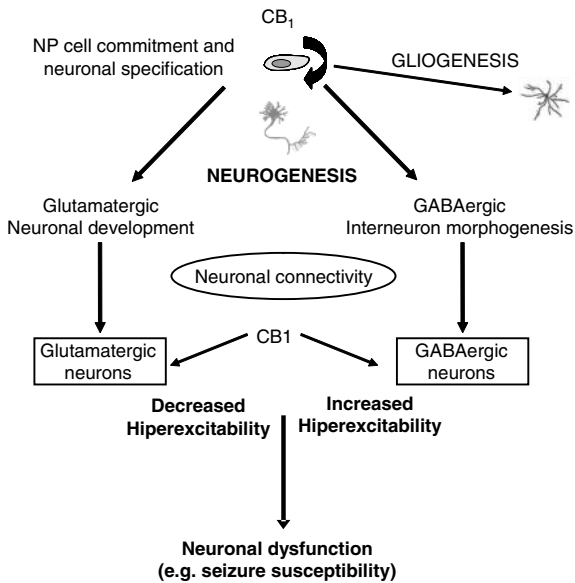 CB1
NP cell commitment and
neuronal specification
GLIOGENESIS
NEUROGENESIS
Glutamatergic
Neuronal development
GABAergic
Interneuron morphogenesis
Neuronal connectivity
CB1
Glutamatergic
neurons
GABAergic
neurons
Decreased
Hiperexcitability
Increased
Hiperexcitability
Neuronal dysfunction
(e.g. seizure susceptibility)